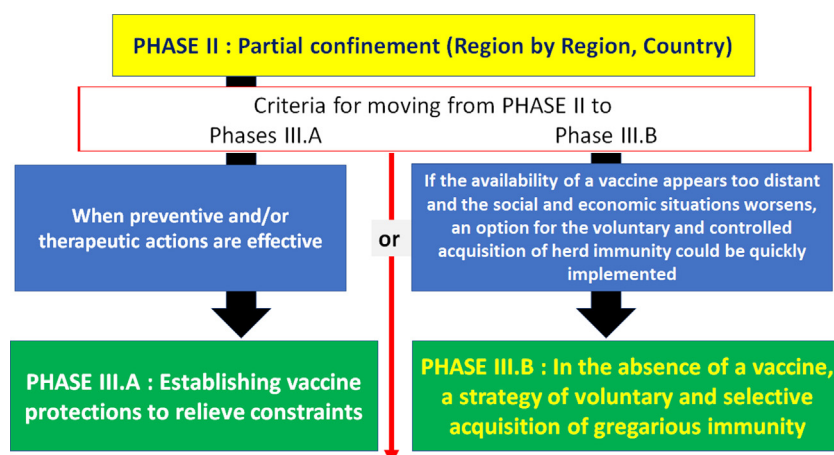 PHASE II : Partial confinement (Region by Region, Country)
Criteria for moving from PHASE II to
Phases III.A
Phase III.B
When preventive and/or
therapeutic actions are effective
or
If the availability of a vaccine appears too distant
and the social and economic situations worsens,
an option for the voluntary and controlled
acquisition of herd immunity could be quickly
implemented
PHASE III.A : Establishing vaccine
protections to relieve constraints
PHASE III.B : In the absence of a vaccine,
a strategy of voluntary and selective
acquisition of gregarious immunity